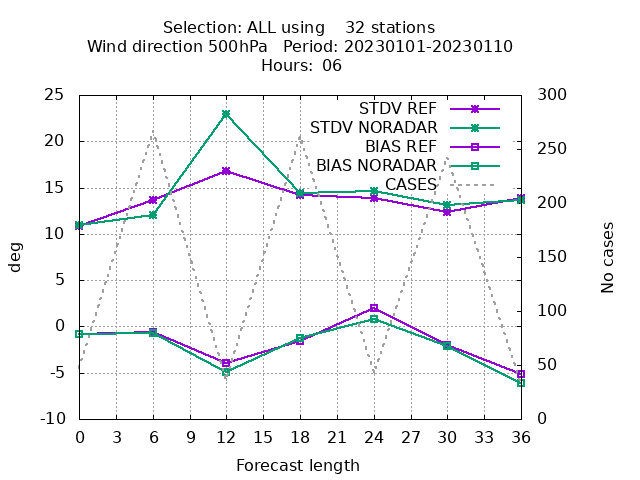 Selection: ALL using    32 stations
Wind direction 500hPa   Period: 20230101-20230110
Hours: 06
STDV REF
STDV NORADAR
BIAS REF
BIAS NORADAR
CASES
25
20
15
10
5
0
-5
-10
deg
300
250
200
150
100
50
0
No cases
0 3 6 9 12 15 18 21 24 27 30 33 36
Forecast length